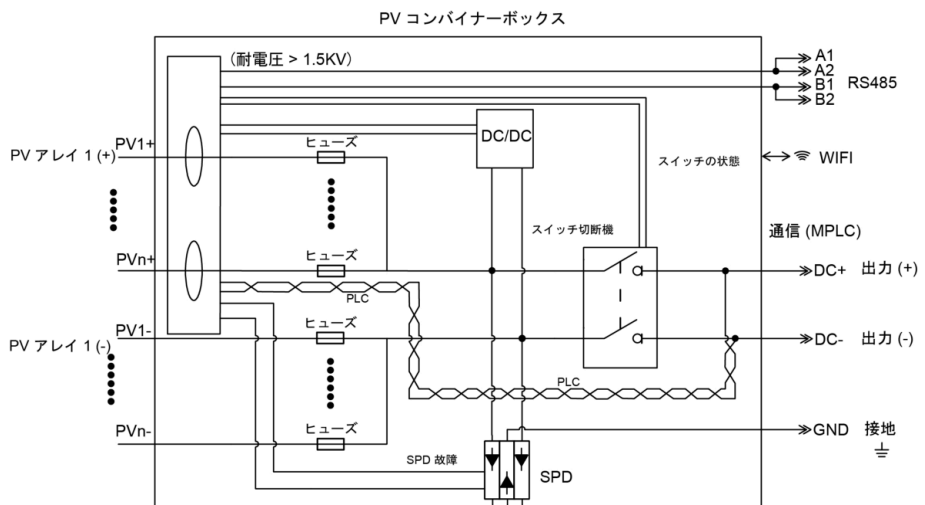 PV コンバイナーボックス
(耐電圧 > 1.5KV)
A1
A2
B1
B2
RS485
DC/DC
PV1+
ヒューズ
PV アレイ 1 (+)
スイッチの状態
WIFI
スイッチ切断機
通信 (MPLC)
PVn+
ヒューズ
DC+ 出力 (+)
PLC
PV1-
ヒューズ
PV アレイ 1 (-)
DC- 出力 (-)
PLC
PVn-
ヒューズ
GND 接地
SPD 故障
SPD